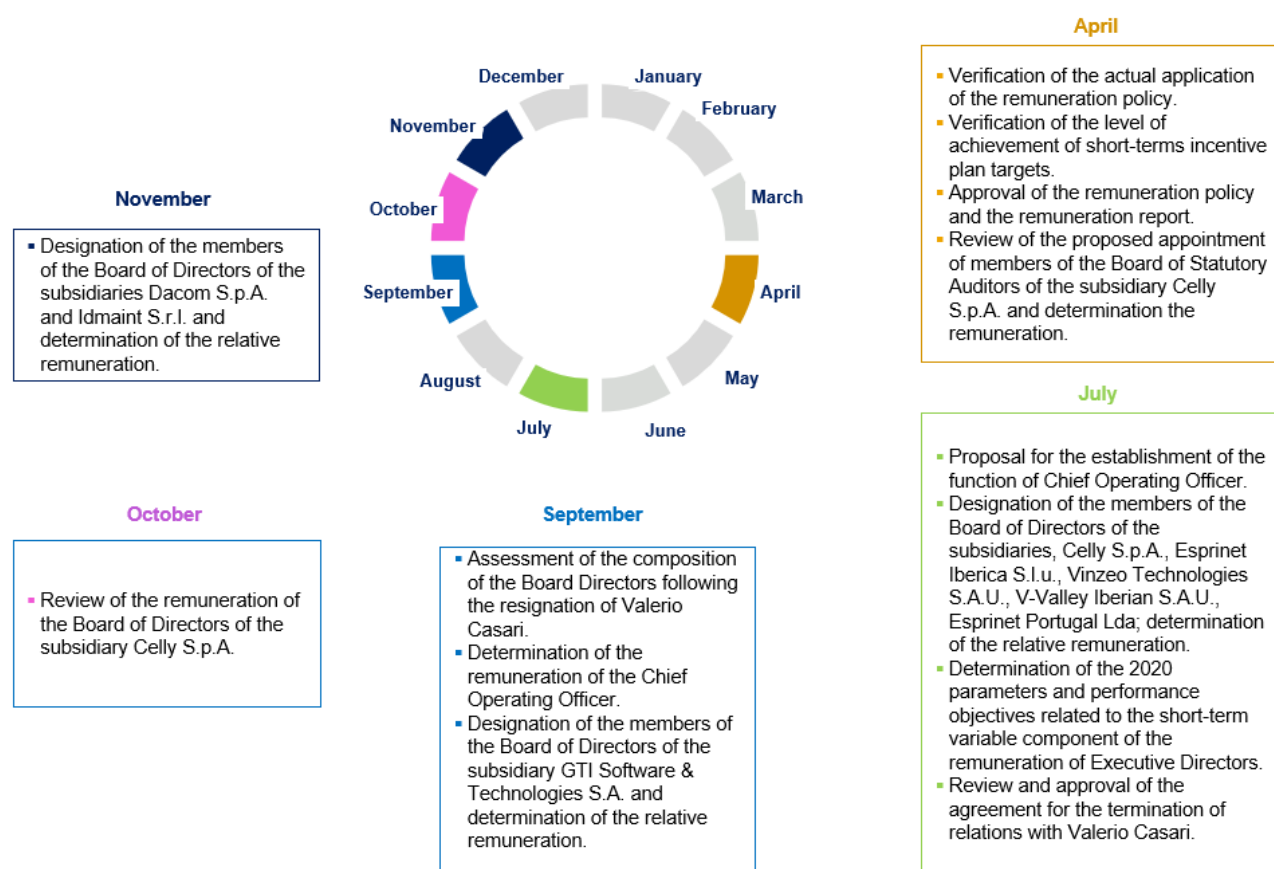 December
January
November
February
October
March
September
April
August
May
July
June
April
▪ Verification of the actual application
of the remuneration policy.
▪ Verification of the level of
achievement of short-terms incentive
plan targets.
▪ Approval of the remuneration policy
and the remuneration report.
▪ Review of the proposed appointment
of members of the Board of Statutory
Auditors of the subsidiary Celly
S.p.A. and determination the
remuneration.
November
▪ Designation of the members
of the Board of Directors of the
subsidiaries Dacom S.p.A.
and Idmaint S.r.l. and
determination of the relative
remuneration.
July
▪ Proposal for the establishment of the
function of Chief Operating Officer.
▪ Designation of the members of the
Board of Directors of the
subsidiaries, Celly S.p.A., Esprinet
Iberica S.l.u., Vinzeo Technologies
S.A.U., V-Valley Iberian S.A.U.,
Esprinet Portugal Lda; determination
of the relative remuneration.
▪ Determination of the 2020
parameters and performance
objectives related to the short-term
variable component of the
remuneration of Executive Directors.
▪ Review and approval of the
agreement for the termination of
relations with Valerio Casari.
October
▪ Review of the remuneration of
the Board of Directors of the
subsidiary Celly S.p.A.
September
▪ Assessment of the composition
of the Board Directors following
the resignation of Valerio
Casari.
▪ Determination of the
remuneration of the Chief
Operating Officer.
▪ Designation of the members of
the Board of Directors of the
subsidiary GTI Software &
Technologies S.A. and
determination of the relative
remuneration.